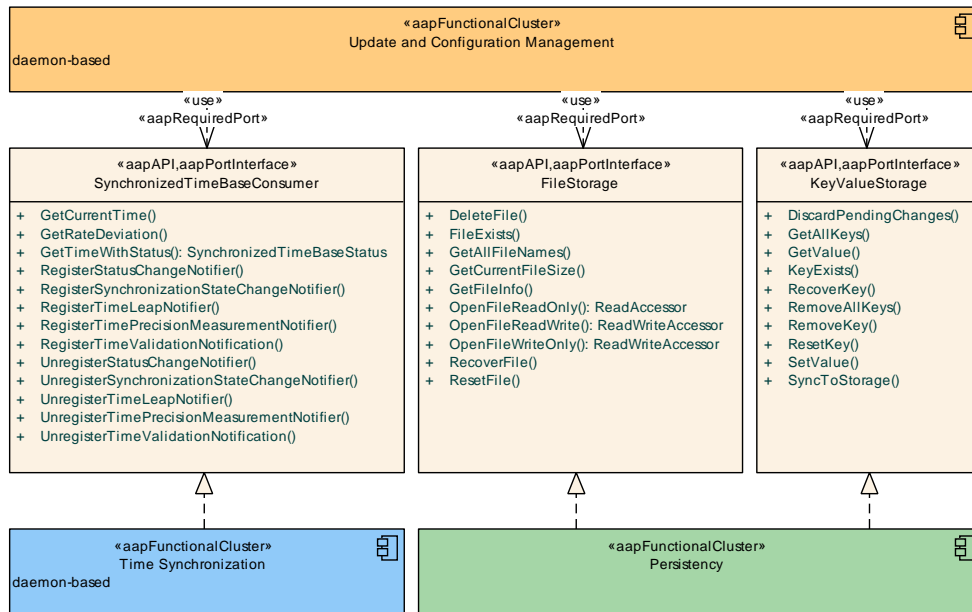 «aapFunctionalCluster»
Update and Configuration Management
daemon-based
«use»
«aapRequiredPort»
«use»
«aapRequiredPort»
«use»
«aapRequiredPort»
«aapAPI,aapPortInterface»
SynchronizedTimeBaseConsumer
+ GetCurrentTime()
+ GetRateDeviation()
+ GetTimeWithStatus(): SynchronizedTimeBaseStatus
+ RegisterStatusChangeNotifier()
+ RegisterSynchronizationStateChangeNotifier()
+ RegisterTimeLeapNotifier()
+ RegisterTimePrecisionMeasurementNotifier()
+ RegisterTimeValidationNotification()
+ UnregisterStatusChangeNotifier()
+ UnregisterSynchronizationStateChangeNotifier()
+ UnregisterTimeLeapNotifier()
+ UnregisterTimePrecisionMeasurementNotifier()
+ UnregisterTimeValidationNotification()
«aapAPI,aapPortInterface»
FileStorage
+ DeleteFile()
+ FileExists()
+ GetAllFileNames()
+ GetCurrentFileSize()
+ GetFileInfo()
+ OpenFileReadOnly(): ReadAccessor
+ OpenFileReadWrite(): ReadWriteAccessor
+ OpenFileWriteOnly(): ReadWriteAccessor
+ RecoverFile()
+ ResetFile()
«aapAPI,aapPortInterface»
KeyValueStorage
+ DiscardPendingChanges()
+ GetAllKeys()
+ GetValue()
+ KeyExists()
+ RecoverKey()
+ RemoveAllKeys()
+ RemoveKey()
+ ResetKey()
+ SetValue()
+ SyncToStorage()
«aapFunctionalCluster»
Time Synchronization
daemon-based
«aapFunctionalCluster»
Persistency